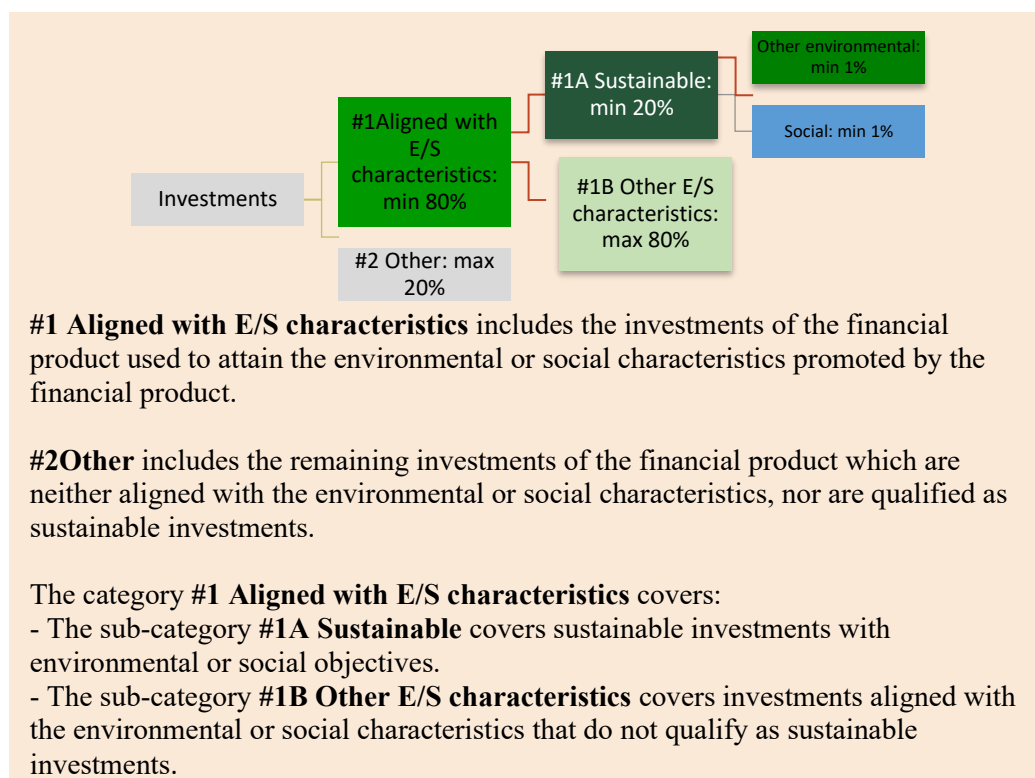 Other environmental:
min 1%
#1A Sustainable:
min 20%
#1Aligned with
E/S
characteristics:
min 80%
Social: min 1%
Investments
#1B Other E/S
characteristics:
max 80%
#2 Other: max
20%
#1 Aligned with E/S characteristics includes the investments of the financial
product used to attain the environmental or social characteristics promoted by the
financial product.
#2Other includes the remaining investments of the financial product which are
neither aligned with the environmental or social characteristics, nor are qualified as
sustainable investments.
The category #1 Aligned with E/S characteristics covers:
- The sub-category #1A Sustainable covers sustainable investments with
environmental or social objectives.
- The sub-category #1B Other E/S characteristics covers investments aligned with
the environmental or social characteristics that do not qualify as sustainable
investments.